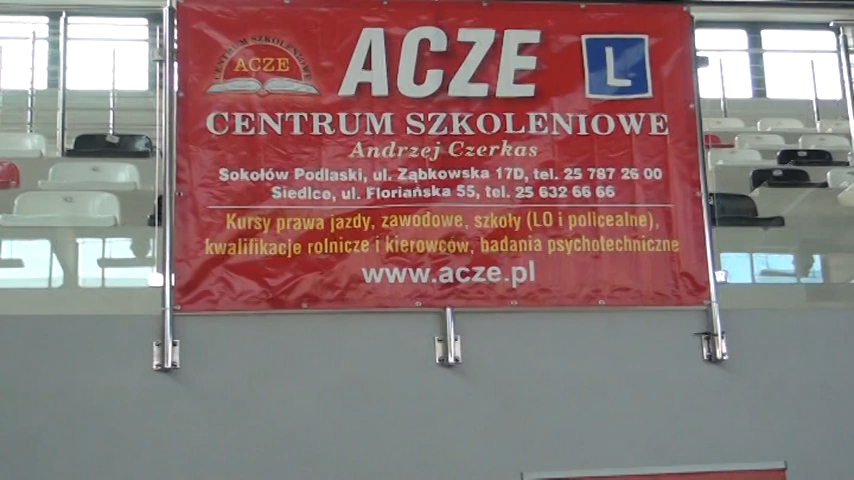 CENTRUM SZKOLENIOWE
ACZE
ACZE
L
CENTRUM SZKOLENIOWE
Andrzej Czerkas
Sokołów Podlaski, ul. Ząbkowska 17D, tel. 25 787 26 00
Siedlce, ul. Floriańska 55, tel. 25 632 66 66
Kursy prawa jazdy, zawodowe, szkoły (LO i policealne),
kwalifikacje rolnicze i kierowców, badania psychotechniczne
www.acze.pl